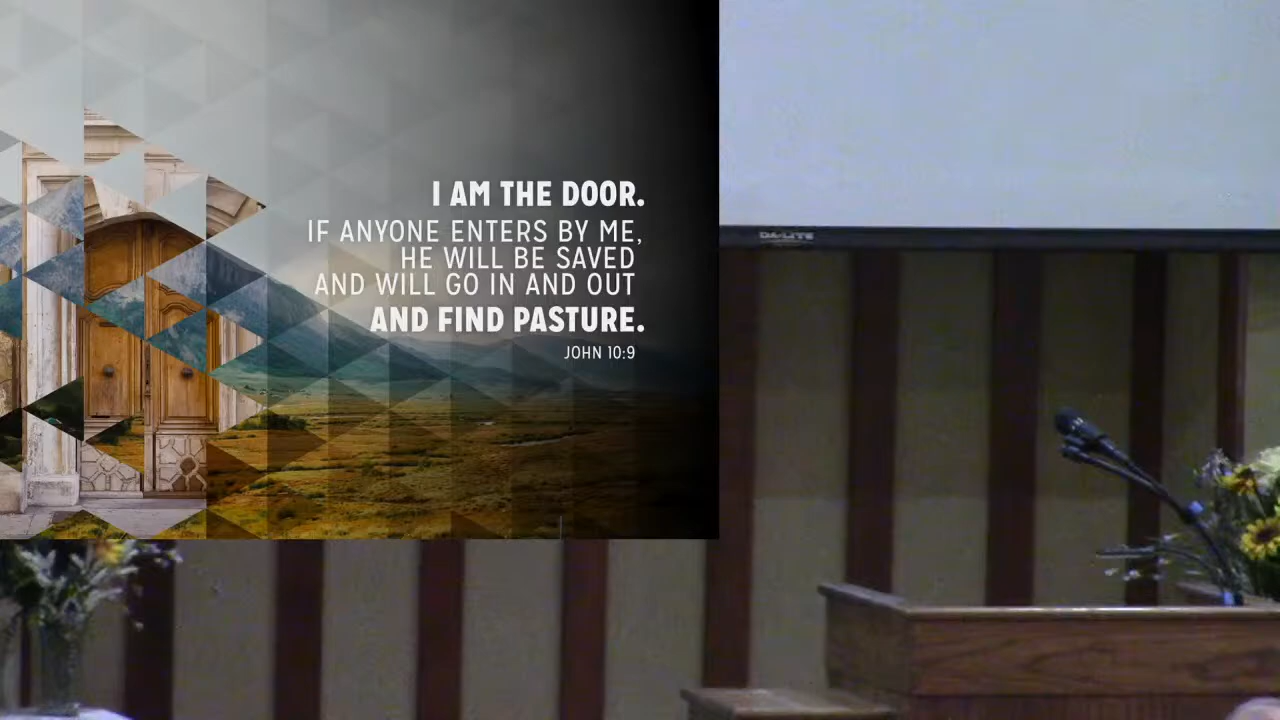 I AM THE DOOR.
IF ANYONE ENTERS BY ME,
HE WILL BE SAVED
AND WILL GO IN AND OUT
AND FIND PASTURE.
JOHN 10:9
DA-LITE